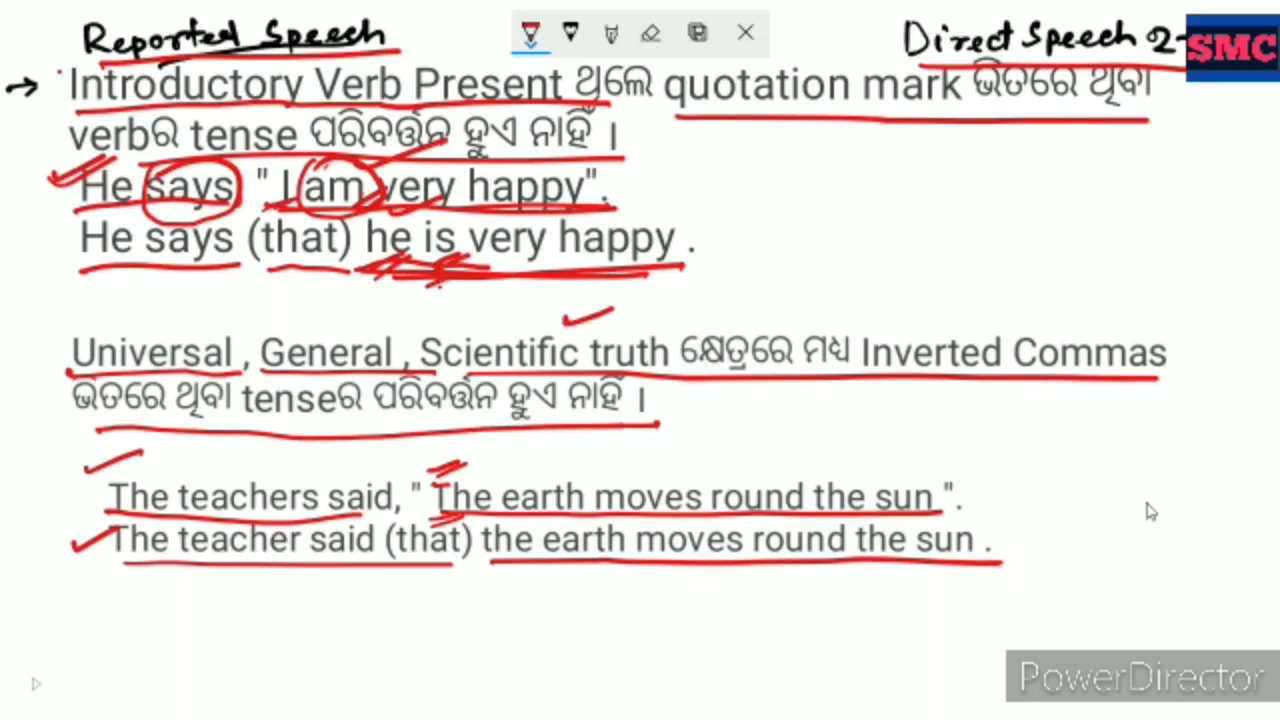 Reported Speech
Direct Speech 2-
SMC
→ Introductory Verb Present ଥିଲେ quotation mark ଭିତରେ ଥିବା
verbର tense ପରିବର୍ତ୍ତନ ହୁଏ ନାହିଁ ।
He says " I am very happy".
He says (that) he is very happy .
Universal , General , Scientific truth କ୍ଷେତ୍ରରେ ମଧ୍ୟ Inverted Commas
ଭିତରେ ଥିବା tenseର ପରିବର୍ତ୍ତନ ହୁଏ ନାହିଁ ।
The teachers said, " The earth moves round the sun ".
The teacher said (that) the earth moves round the sun .
PowerDirector